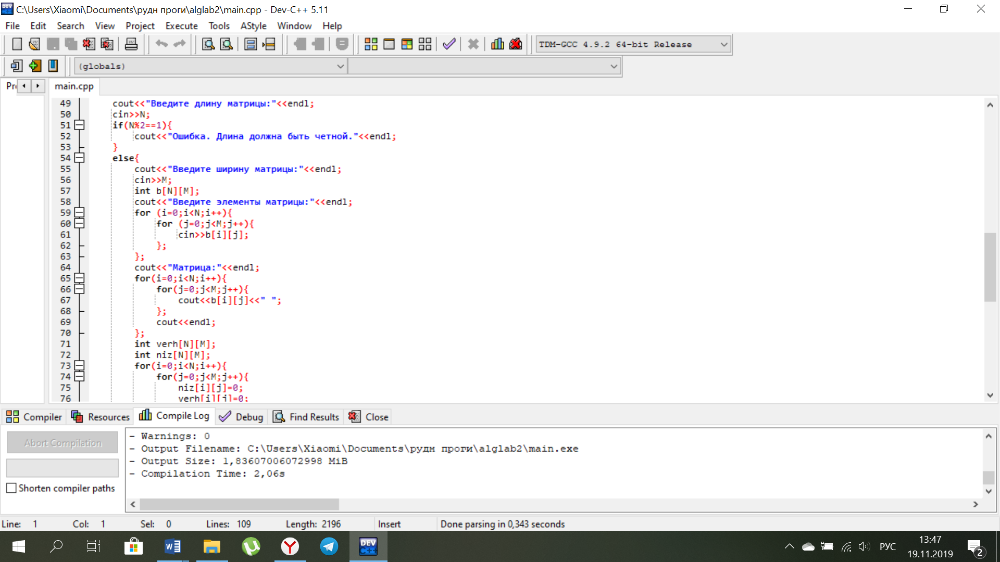 C:\Users\Xiaomi\Documents\рудн проги\alglab2\main.cpp - Dev-C++ 5.11
File Edit Search View Project Execute Tools AStyle Window Help
TDM-GCC 4.9.2 64-bit Release
(globals)
main.cpp
49 cout<<"Введите длину матрицы:"<<endl;
50 cin>>N;
51 if(N%2==1){
52 cout<<"Ошибка. Длина должна быть четной."<<endl;
53 }
54 else{
55 cout<<"Введите ширину матрицы:"<<endl;
56 cin>>M;
57 int b[N][M];
58 cout<<"Введите элементы матрицы:"<<endl;
59 for (i=0;i<N;i++){
60 for (j=0;j<M;j++){
61 cin>>b[i][j];
62 };
63 };
64 cout<<"Матрица:"<<endl;
65 for(i=0;i<N;i++){
66 for(j=0;j<M;j++){
67 cout<<b[i][j]<<" ";
68 };
69 cout<<endl;
70 };
71 int verh[N][M];
72 int niz[N][M];
73 for(i=0;i<N;i++){
74 for(j=0;j<M;j++){
75 niz[i][j]=0;
76 verh[i][j]=0;
Compiler Resources Compile Log Debug Find Results Close
Abort Compilation
Shorten compiler paths
- Warnings: 0
- Output Filename: C:\Users\Xiaomi\Documents\рудн проги\alglab2\main.exe
- Output Size: 1,83607006072998 MiB
- Compilation Time: 2,06s
Line: 1 Col: 1 Sel: 0 Lines: 109 Length: 2196 Insert Done parsing in 0,343 seconds
РУС
13:47
19.11.2019
2